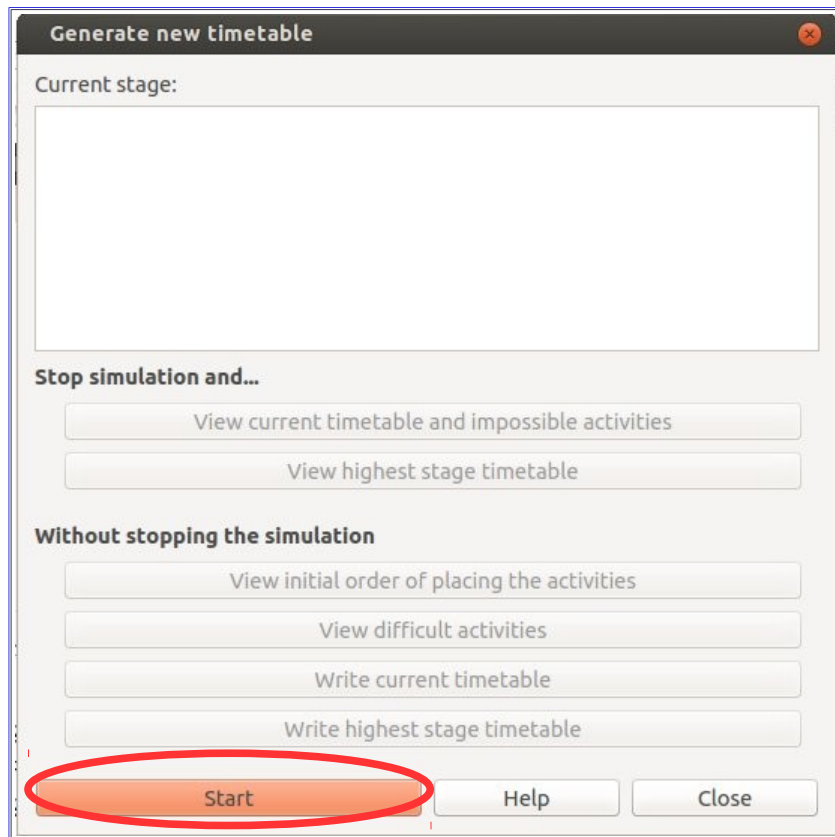 Generate new timetable
Current stage:
Stop simulation and...
View current timetable and impossible activities
View highest stage timetable
Without stopping the simulation
View initial order of placing the activities
View difficult activities
Write current timetable
Write highest stage timetable
Start Help Close